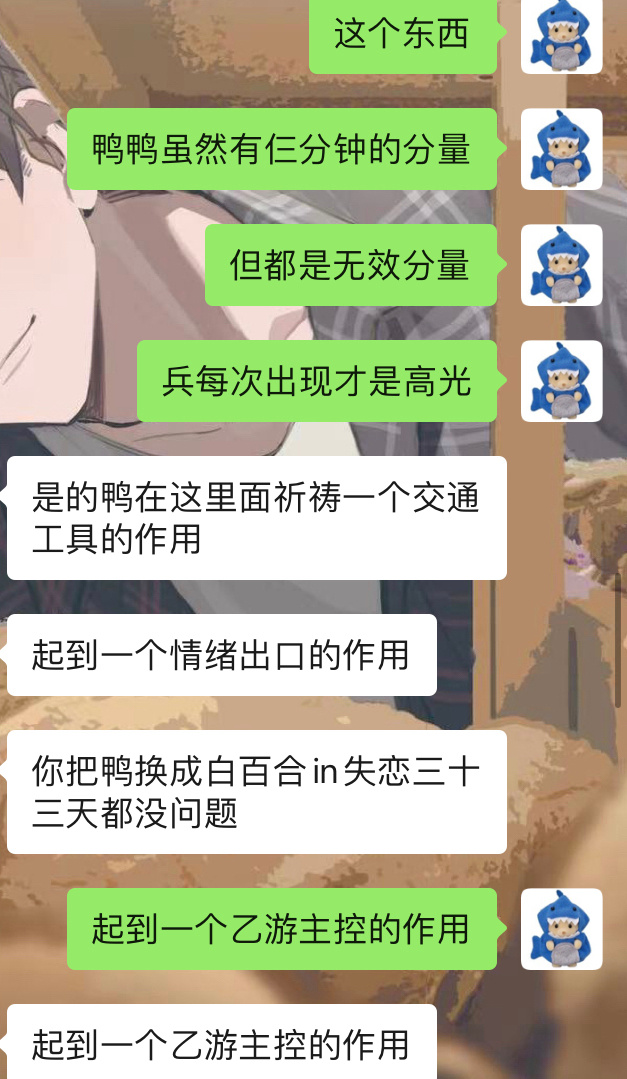 这个东西
鸭鸭虽然有仨分钟的分量
但都是无效分量
兵每次出现才是高光
是的鸭在这里面祈祷一个交通
工具的作用
起到一个情绪出口的作用
你把鸭换成白百合in失恋三十
三天都没问题
起到一个乙游主控的作用
起到一个乙游主控的作用